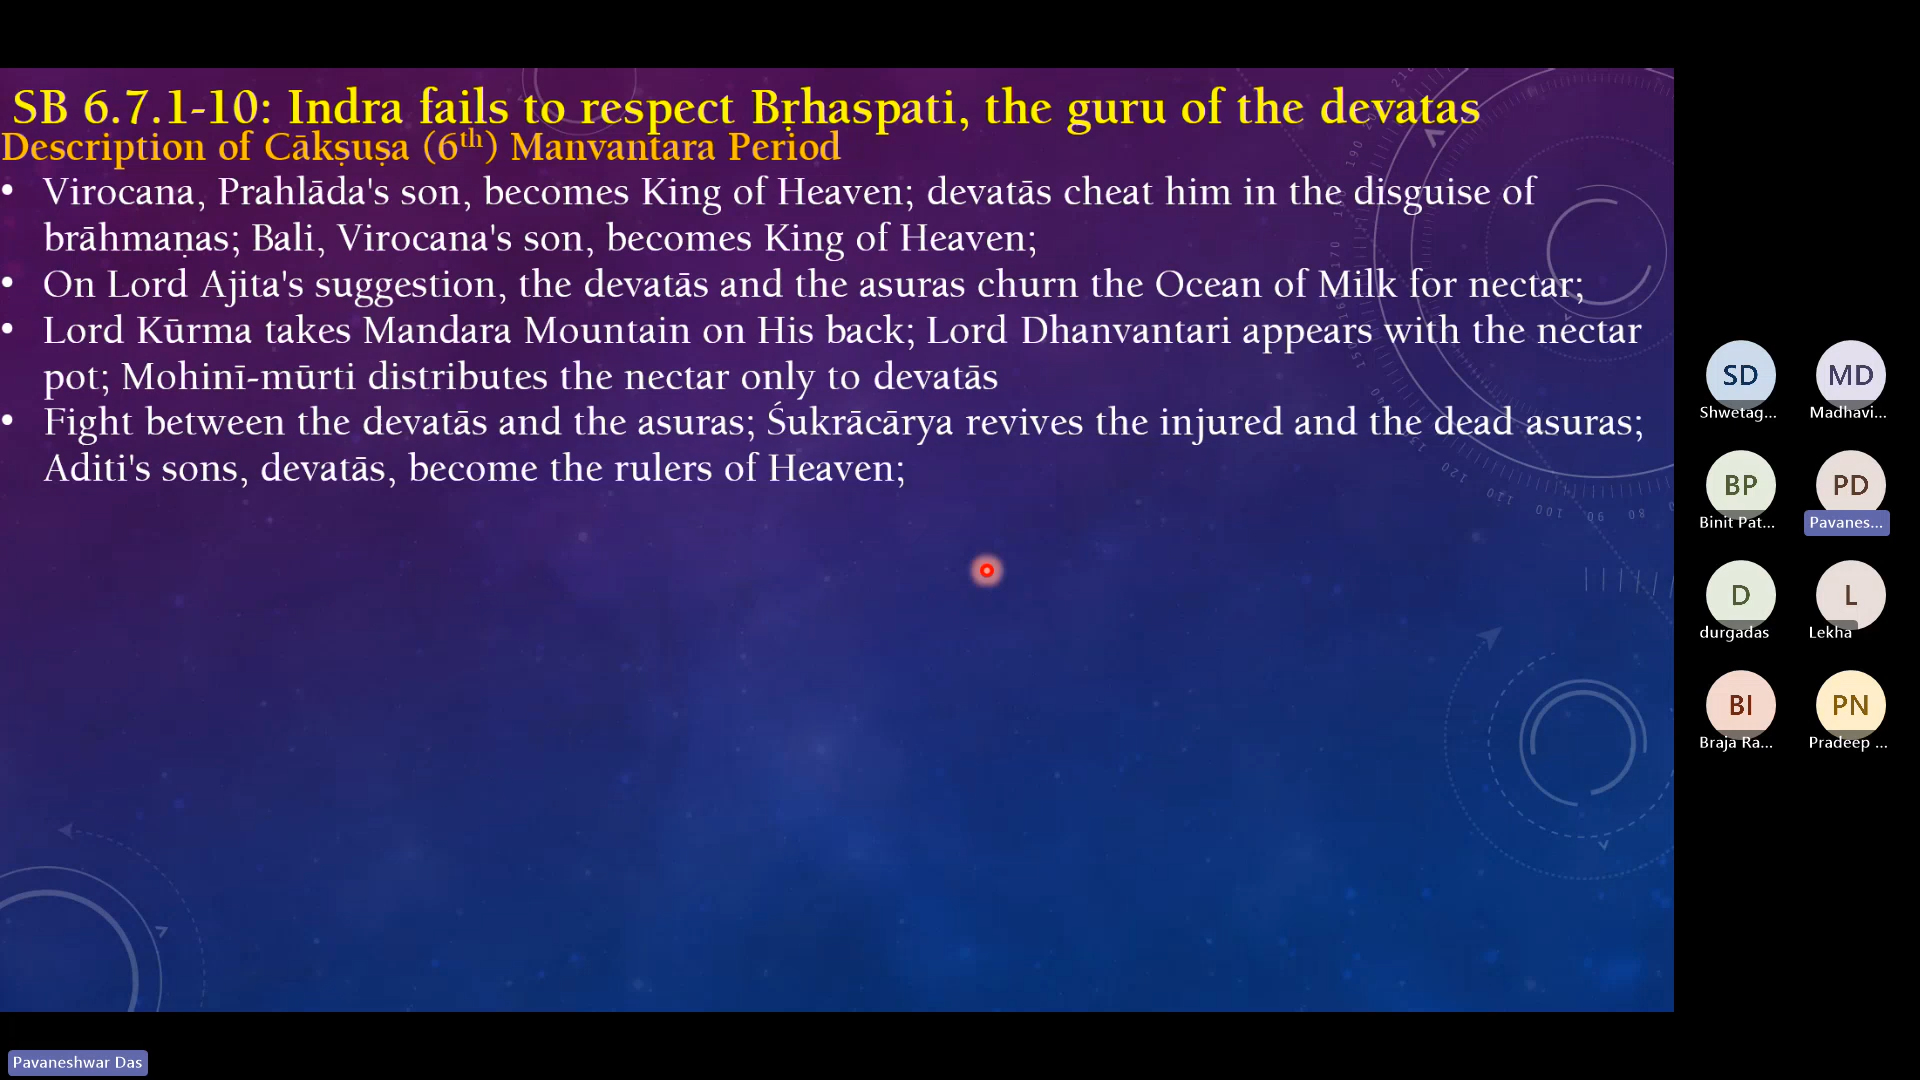 SB 6.7.1-10: Indra fails to respect Bṛhaspati, the guru of the devatas
Description of Cākṣuṣa (6th) Manvantara Period
• Virocana, Prahlāda's son, becomes King of Heaven; devatās cheat him in the disguise of
brāhmaṇas; Bali, Virocana's son, becomes King of Heaven;
• On Lord Ajita's suggestion, the devatās and the asuras churn the Ocean of Milk for nectar;
• Lord Kūrma takes Mandara Mountain on His back; Lord Dhanvantari appears with the nectar
pot; Mohinī-mūrti distributes the nectar only to devatās
• Fight between the devatās and the asuras; Śukrācārya revives the injured and the dead asuras;
Aditi's sons, devatās, become the rulers of Heaven;
SD MD
Shwetag... Madhavi...
BP PD
Binit Pat... Pavanes...
D L
durgadas Lekha
BI PN
Braja Ra... Pradeep ...
Pavaneshwar Das